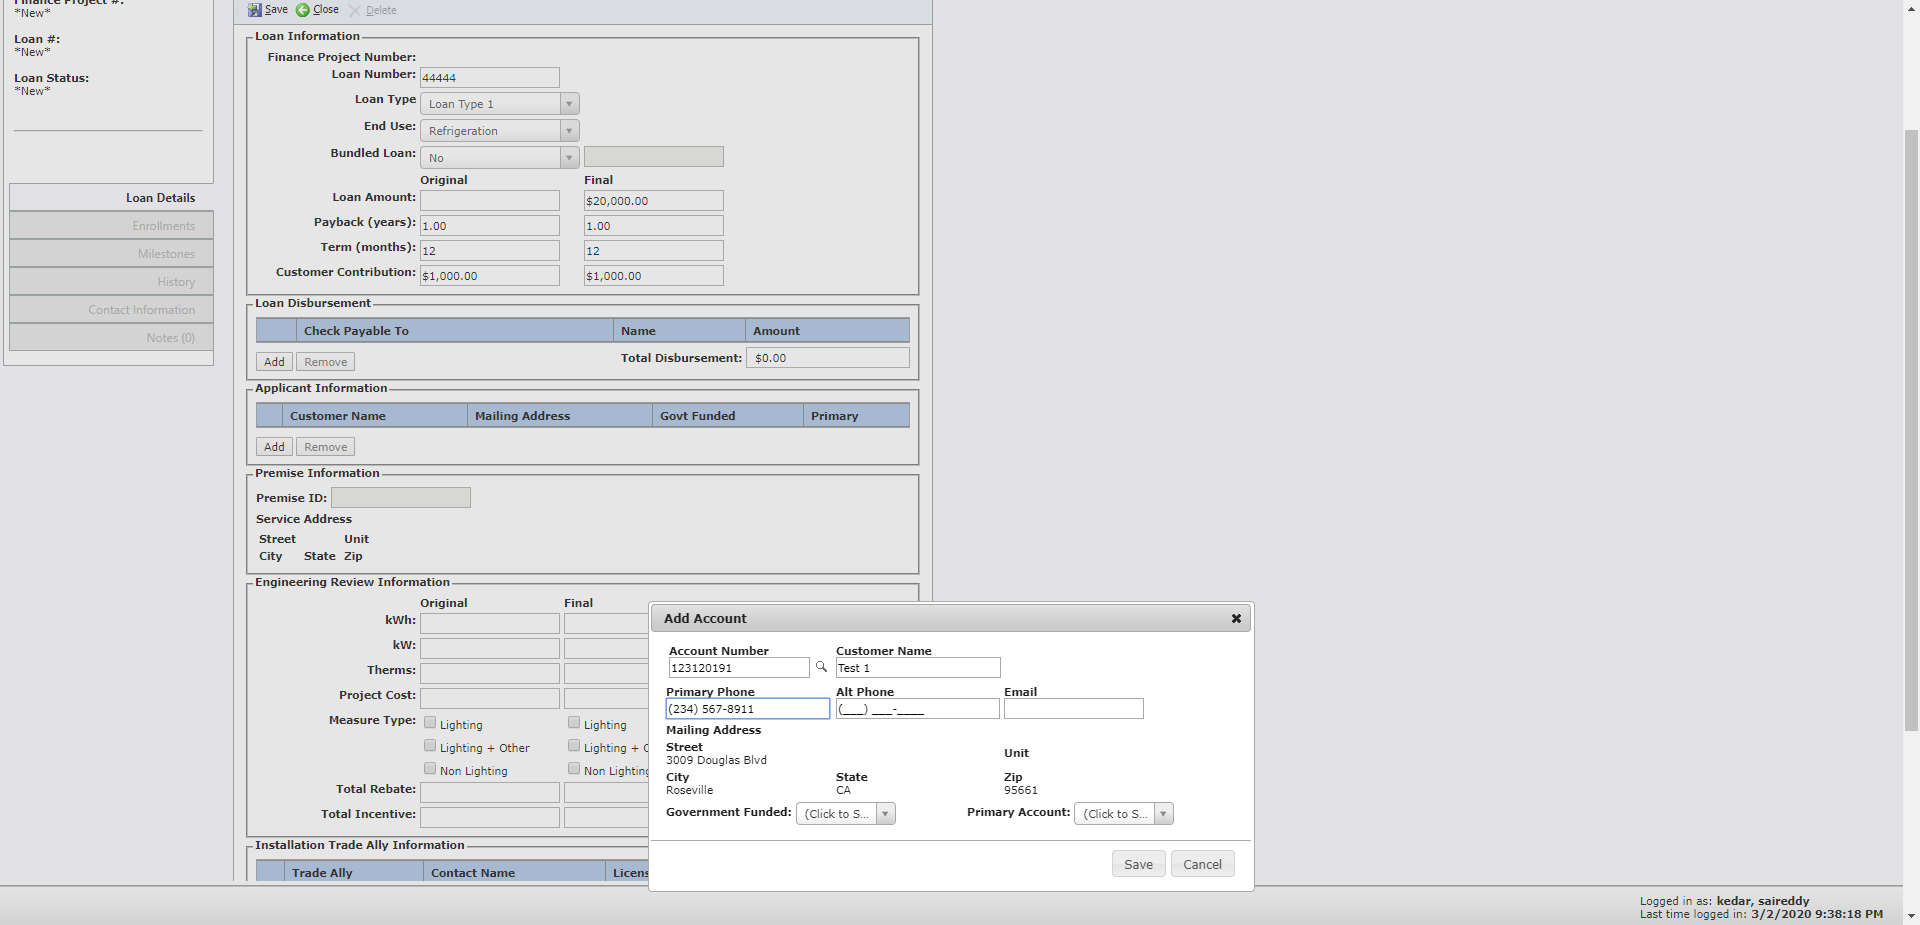 Finance Project #:
*New*
Loan #:
*New*
Loan Status:
*New*
Loan Details
Enrollments
Milestones
History
Contact Information
Notes (0)
Save Close Delete
Loan Information
Finance Project Number:
Loan Number: 44444
Loan Type Loan Type 1
End Use: Refrigeration
Bundled Loan: No
Original Final
Loan Amount: $20,000.00
Payback (years): 1.00 1.00
Term (months): 12 12
Customer Contribution: $1,000.00 $1,000.00
Loan Disbursement
Check Payable To Name Amount
Add Remove Total Disbursement: $0.00
Applicant Information
Customer Name Mailing Address Govt Funded Primary
Add Remove
Premise Information
Premise ID:
Service Address
Street Unit
City State Zip
Engineering Review Information
Original Final
kWh:
kW:
Therms:
Project Cost:
Measure Type: Lighting Lighting
Lighting + Other Lighting + O
Non Lighting Non Lighting
Total Rebate:
Total Incentive:
Installation Trade Ally Information
Trade Ally Contact Name Licens
Add Account
Account Number Customer Name
123120191 Test 1
Primary Phone Alt Phone Email
(234) 567-8911 (___) ___-____
Mailing Address
Street Unit
3009 Douglas Blvd
City State Zip
Roseville CA 95661
Government Funded: (Click to S... Primary Account: (Click to S...
Save Cancel
Logged in as: kedar, saireddy
Last time logged in: 3/2/2020 9:38:18 PM